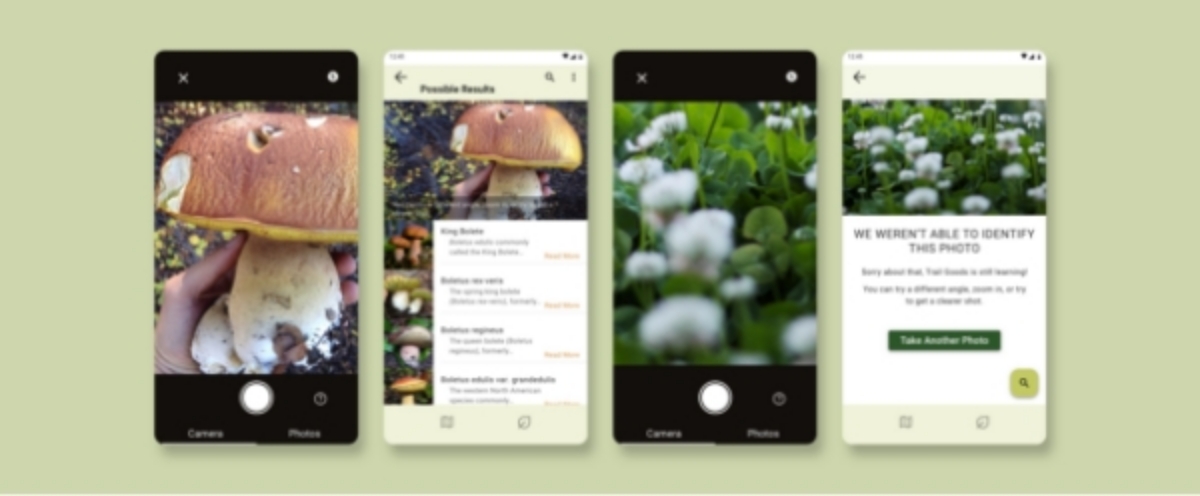 Camera
Photos
12:45
Possible Results
King Bolete
Boletus edulis commonly
called the King Bolete...
Read More
Boletus rex-veris
The spring king bolete
(Boletus rex-veris), formerly..
Read More
Boletus regineus
The queen bolete (Boletus
regineus), formerly...
Read More
Boletus edulis var. grandedulis
The western North American
species commonly...
Read More
Camera
Photos
12:45
WE WEREN'T ABLE TO IDENTIFY
THIS PHOTO
Sorry about that, Trail Goods is still learning!
You can try a different angle, zoom in, or try
to get a clearer shot.
Take Another Photo